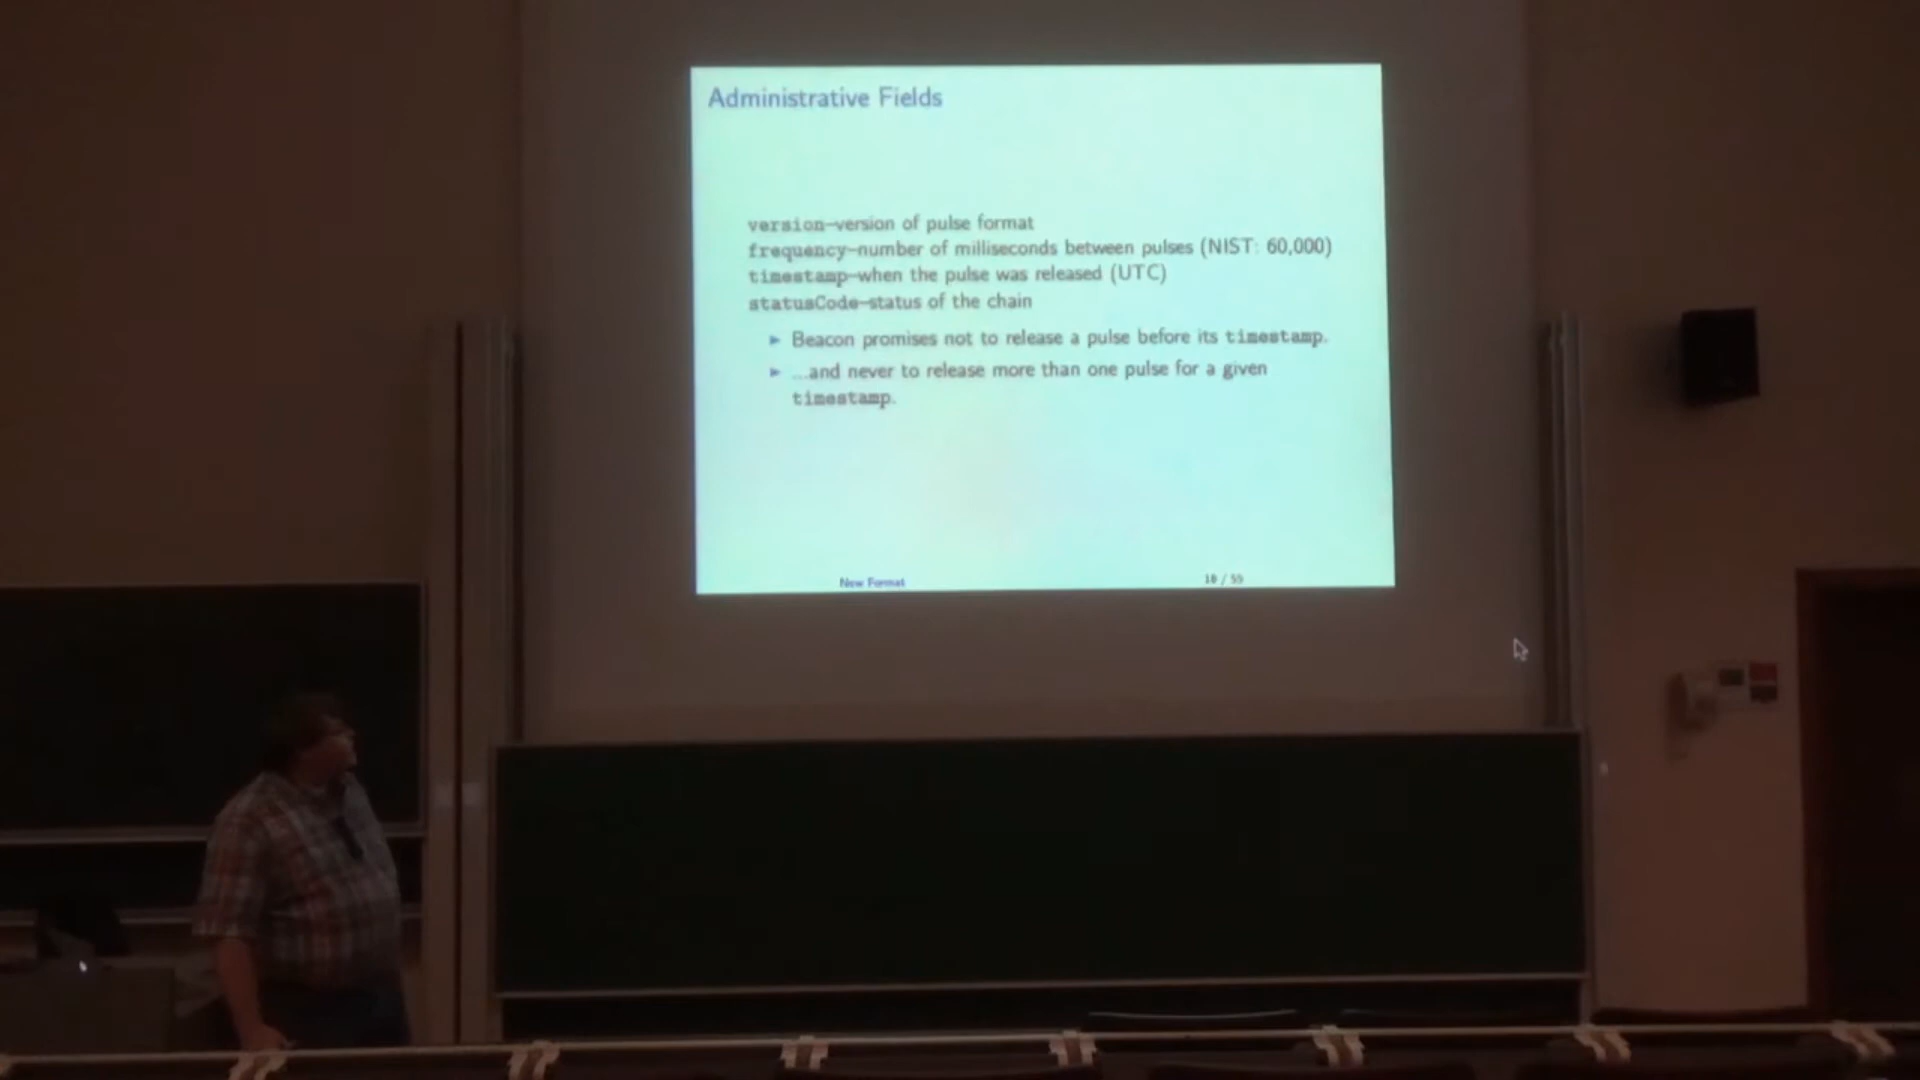 Administrative Fields
version–version of pulse format
frequency–number of milliseconds between pulses (NIST: 60,000)
timestamp–when the pulse was released (UTC)
statusCode–status of the chain
► Beacon promises not to release a pulse before its timestamp.
► ...and never to release more than one pulse for a given
timestamp.
New Format
18 / 55